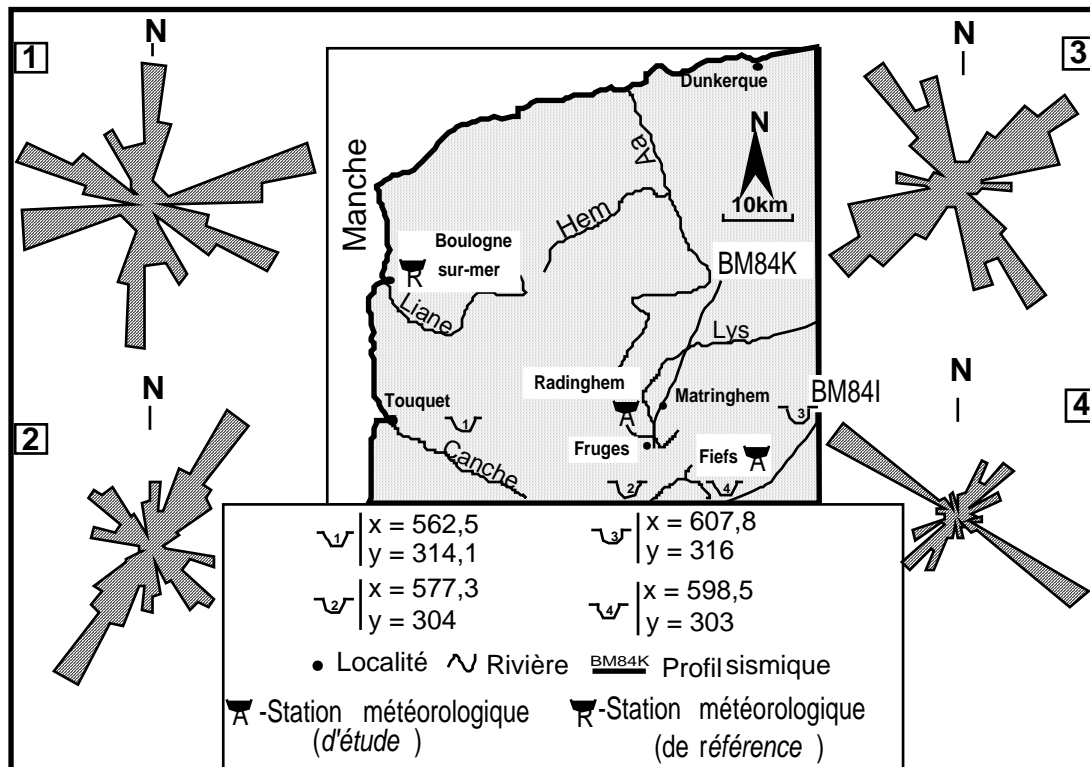 1
N
3
N
Dunkerque
Manche
N
10km
Aa
Hem
Boulogne
sur-mer
R
BM84K
Liane
Lys
Radinghem
A
Matringhem
BM84I
3
Touquet
1
Fruges
Fiefs
A
Canche
2
4
2
N
4
N
1 x = 562,5
y = 314,1
3 x = 607,8
y = 316
2 x = 577,3
y = 304
4 x = 598,5
y = 303
Localité Rivière BM84K Profil sismique
A -Station météorologique
(d'étude )
R -Station météorologique
(de référence )